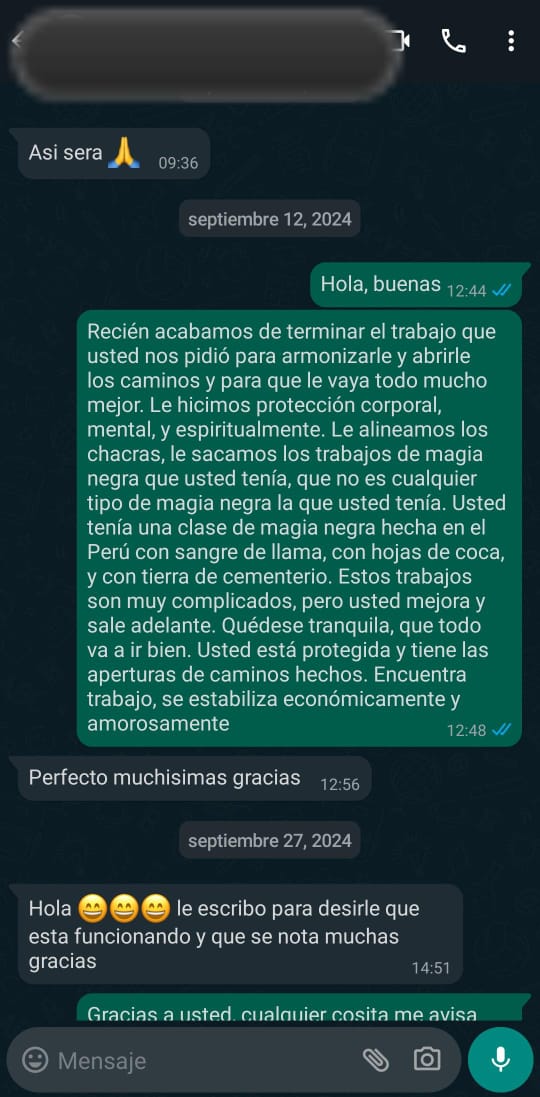 Asi sera 🙏 09:36
septiembre 12, 2024
Hola, buenas 12:44
Recién acabamos de terminar el trabajo que
usted nos pidió para armonizarle y abrirle
los caminos y para que le vaya todo mucho
mejor. Le hicimos protección corporal,
mental, y espiritualmente. Le alineamos los
chacras, le sacamos los trabajos de magia
negra que usted tenía, que no es cualquier
tipo de magia negra la que usted tenía. Usted
tenía una clase de magia negra hecha en el
Perú con sangre de llama, con hojas de coca,
y con tierra de cementerio. Estos trabajos
son muy complicados, pero usted mejora y
sale adelante. Quédese tranquila, que todo
va a ir bien. Usted está protegida y tiene las
aperturas de caminos hechos. Encuentra
trabajo, se estabiliza económicamente y
amorosamente 12:48
Perfecto muchisimas gracias 12:56
septiembre 27, 2024
Hola 😄😄😄 le escribo para desirle que
esta funcionando y que se nota muchas
gracias 14:51
Gracias a usted, cualquier cosita me avisa
Mensaje